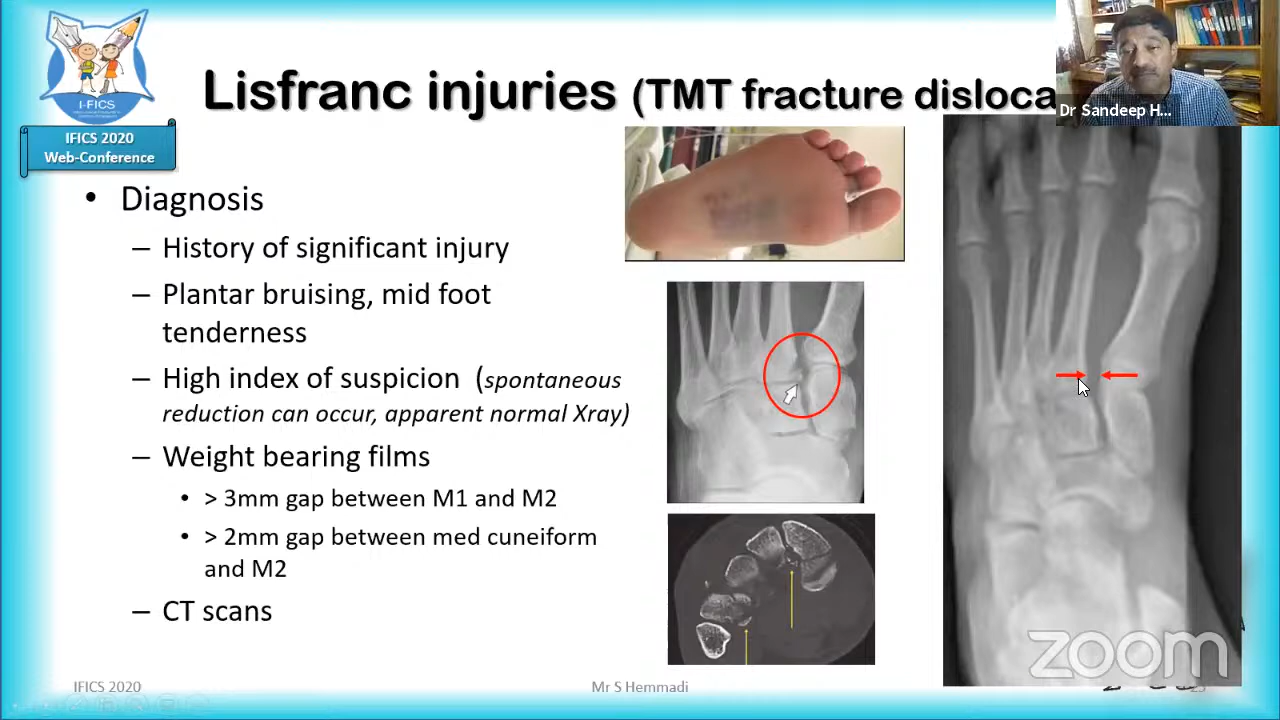 I-FICS
IFICS 2020
Web-Conference
Lisfranc injuries (TMT fracture disloca
Dr Sandeep H...
• Diagnosis
– History of significant injury
– Plantar bruising, mid foot
tenderness
– High index of suspicion (spontaneous
reduction can occur, apparent normal Xray)
– Weight bearing films
• > 3mm gap between M1 and M2
• > 2mm gap between med cuneiform
and M2
– CT scans
zoom
IFICS 2020
Mr S Hemmadi